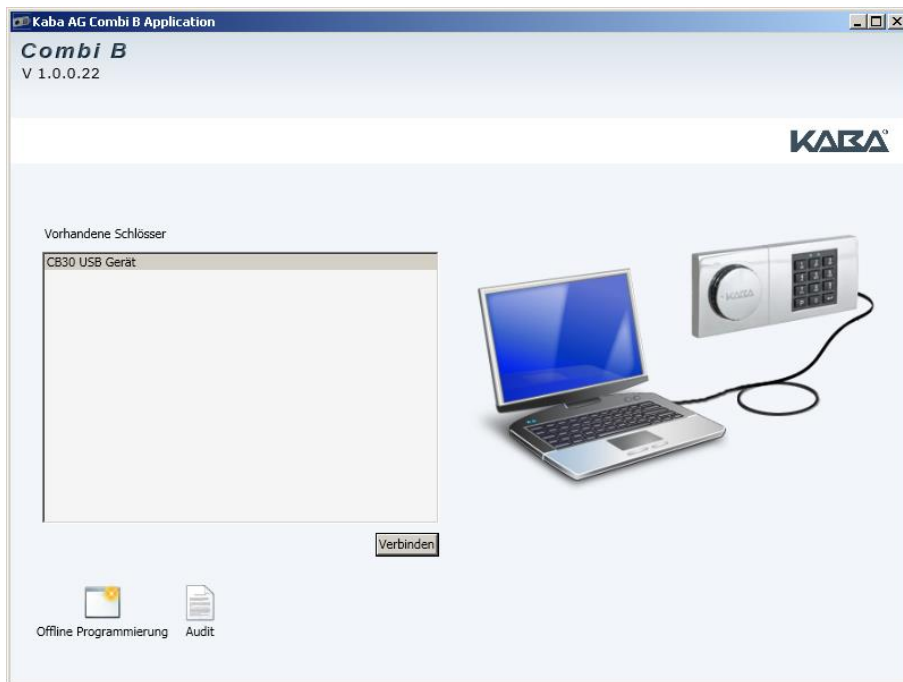 Kaba AG Combi B Application
Combi B
V 1.0.0.22
KABA®
Vorhandene Schlösser
CB30 USB Gerät
KABA
Verbinden
Offline Programmierung
Audit